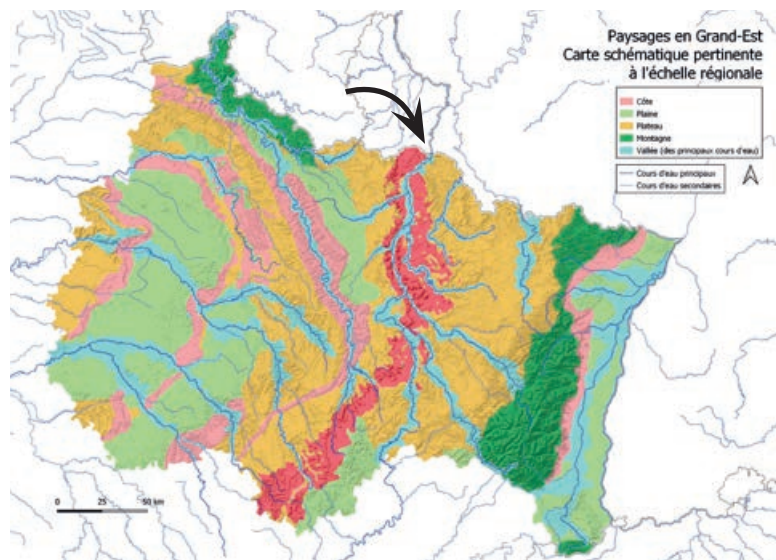 Paysages en Grand-Est
Carte schématique pertinente
à l'échelle régionale
Côte
Plaine
Plateau
Montagne
Vallée (des principaux cours d'eau)
Cours d'eau principaux
Cours d'eau secondaires
0 25 50 km